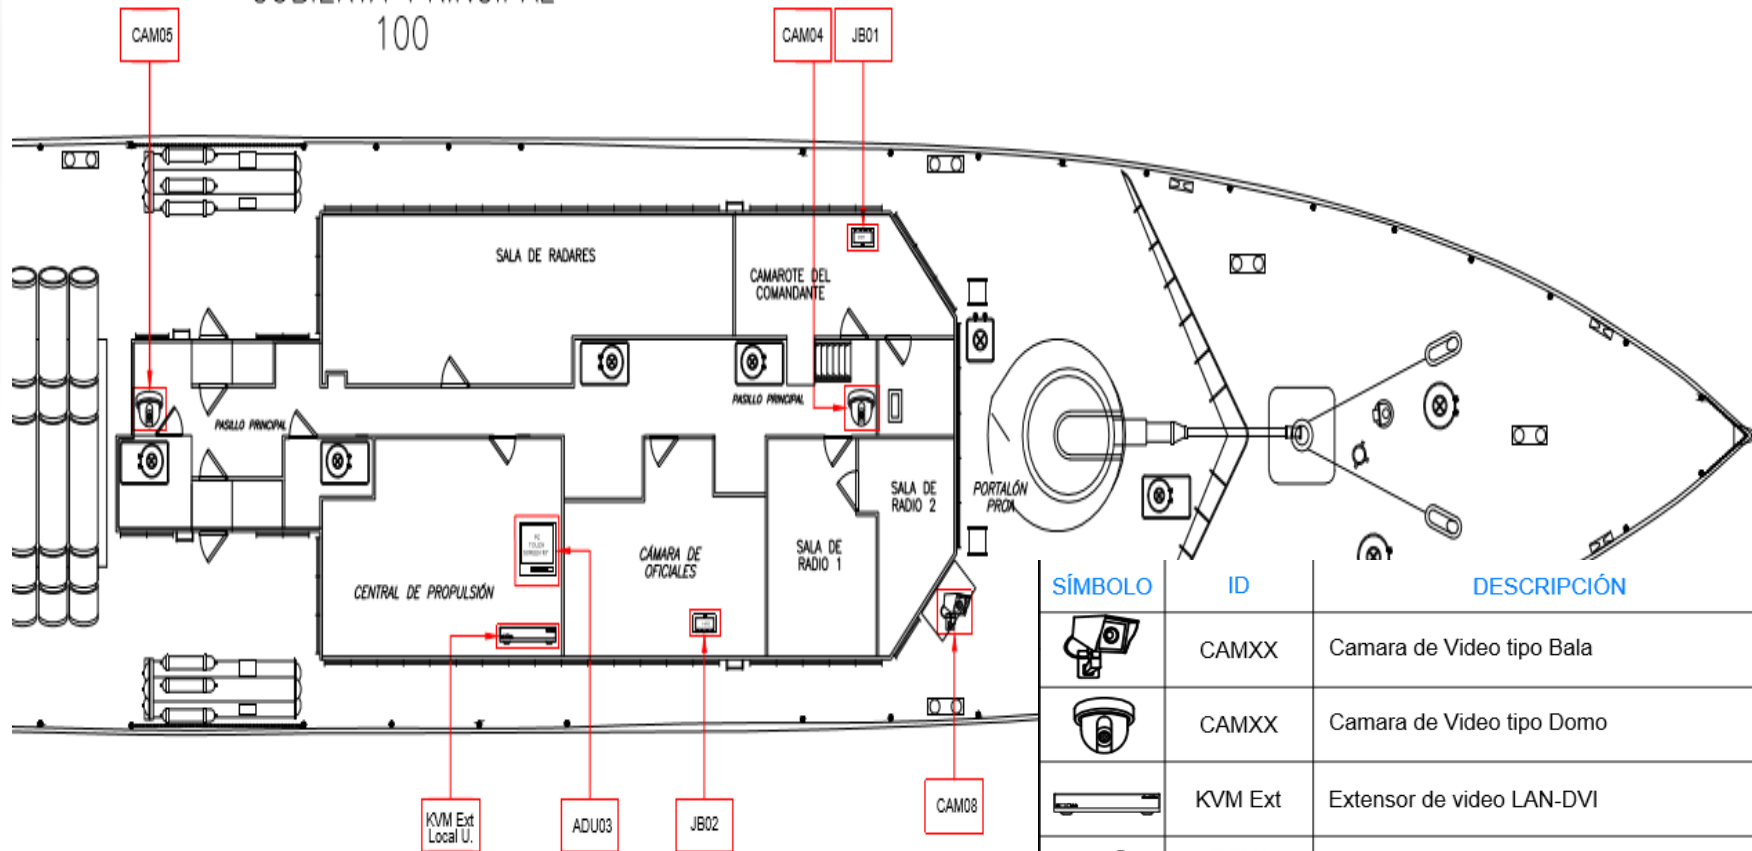 100
CAM05
CAM04
JB01
SALA DE RADARES
CAMAROTE DEL
COMANDANTE
PASILLO PRINCIPAL
PASILLO PRINCIPAL
SALA DE
RADIO 2
PORTALÓN
PROA
PC
TOUCH
CÁMARA DE
OFICIALES
SALA DE
RADIO 1
CENTRAL DE PROPULSIÓN
KVM Ext
Local U.
ADU03
JB02
CAM08
SÍMBOLO ID DESCRIPCIÓN
CAMXX Camara de Video tipo Bala
CAMXX Camara de Video tipo Domo
KVM Ext Extensor de video LAN-DVI